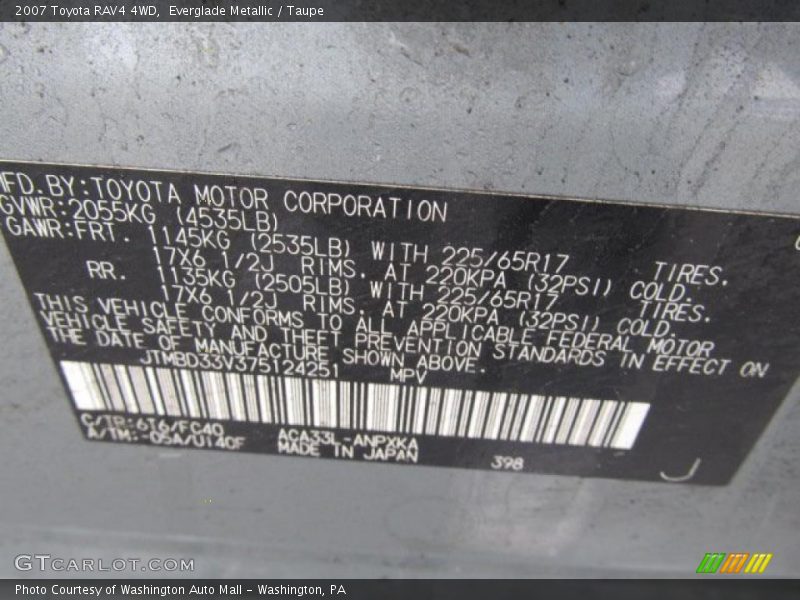 2007 Toyota RAV4 4WD, Everglade Metallic / Taupe
MFD.BY:TOYOTA MOTOR CORPORATION
GVWR:2055KG (4535LB)
GAWR:FRT. 1145KG (2535LB) WITH 225/65R17 TIRES.
17X6 1/2J RIMS. AT 220KPA (32PSI) COLD.
RR. 1135KG (2505LB) WITH 225/65R17 TIRES.
17X6 1/2J RIMS. AT 220KPA (32PSI) COLD.
THIS VEHICLE CONFORMS TO ALL APPLICABLE FEDERAL MOTOR
VEHICLE SAFETY AND THEFT PREVENTION STANDARDS IN EFFECT ON
THE DATE OF MANUFACTURE SHOWN ABOVE.
JTMBD33V375124251 MPV
C/TR:6T6/FC40 ACA33L-ANPXKA
A/TM:-05A/U140F MADE IN JAPAN 398 J
GTCARLOT.COM
Photo Courtesy of Washington Auto Mall – Washington, PA